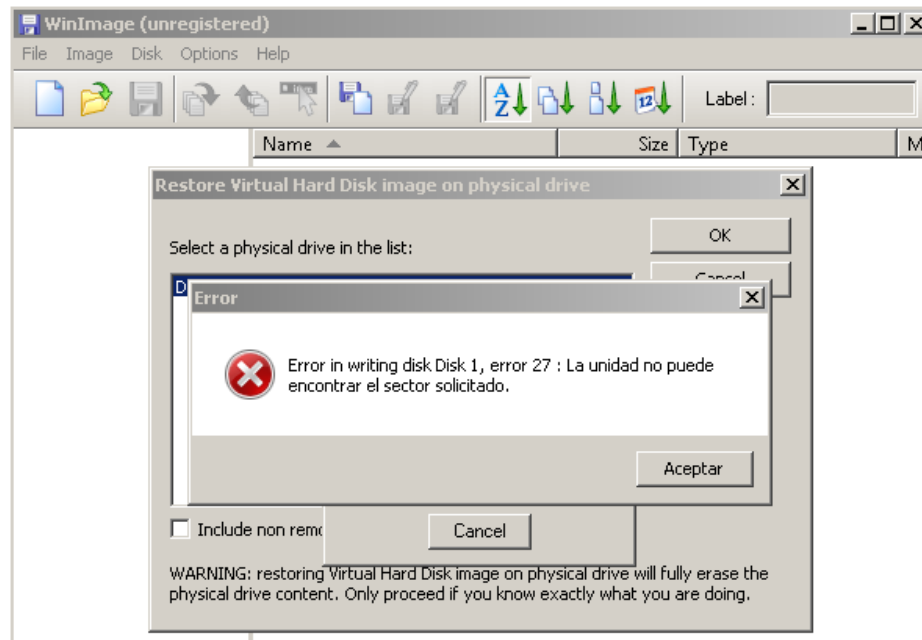 WinImage (unregistered)
File Image Disk Options Help
Label :
Name Size Type M
Restore Virtual Hard Disk image on physical drive
Select a physical drive in the list:
OK
Cancel
D
Error
Error in writing disk Disk 1, error 27 : La unidad no puede
encontrar el sector solicitado.
Aceptar
Include non remo
Cancel
WARNING: restoring Virtual Hard Disk image on physical drive will fully erase the
physical drive content. Only proceed if you know exactly what you are doing.